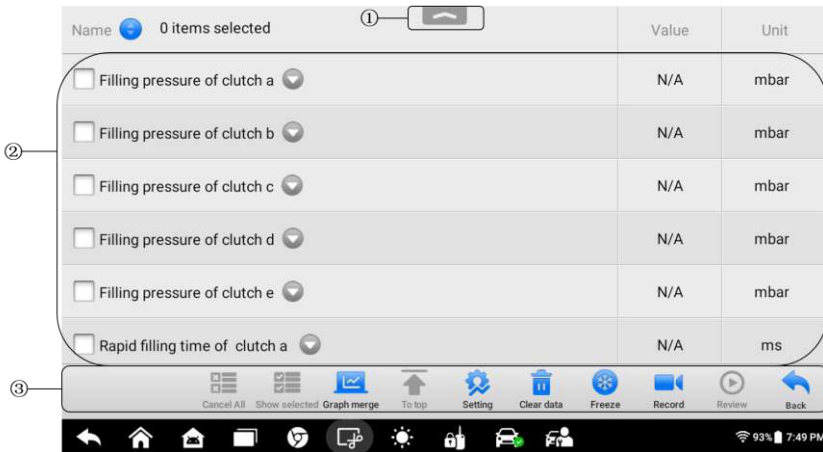 Name 0 items selected ① Value Unit
Filling pressure of clutch a N/A mbar
② Filling pressure of clutch b N/A mbar
Filling pressure of clutch c N/A mbar
Filling pressure of clutch d N/A mbar
Filling pressure of clutch e N/A mbar
Rapid filling time of clutch a N/A ms
③ Cancel All Show selected Graph merge To top Setting Clear data Freeze Record Review Back
93% 7:49 PM